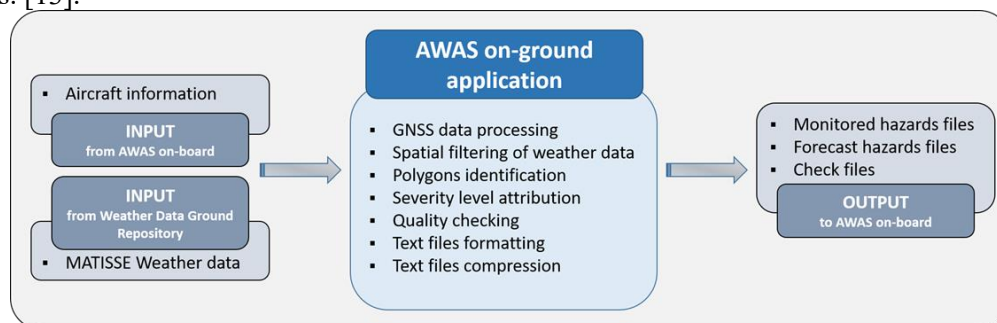 s. [15].
▪ Aircraft information
INPUT
from AWAS on-board
INPUT
from Weather Data Ground
Repository
▪ MATISSE Weather data
AWAS on-ground
application
▪ GNSS data processing
▪ Spatial filtering of weather data
▪ Polygons identification
▪ Severity level attribution
▪ Quality checking
▪ Text files formatting
▪ Text files compression
▪ Monitored hazards files
▪ Forecast hazards files
▪ Check files
OUTPUT
to AWAS on-board